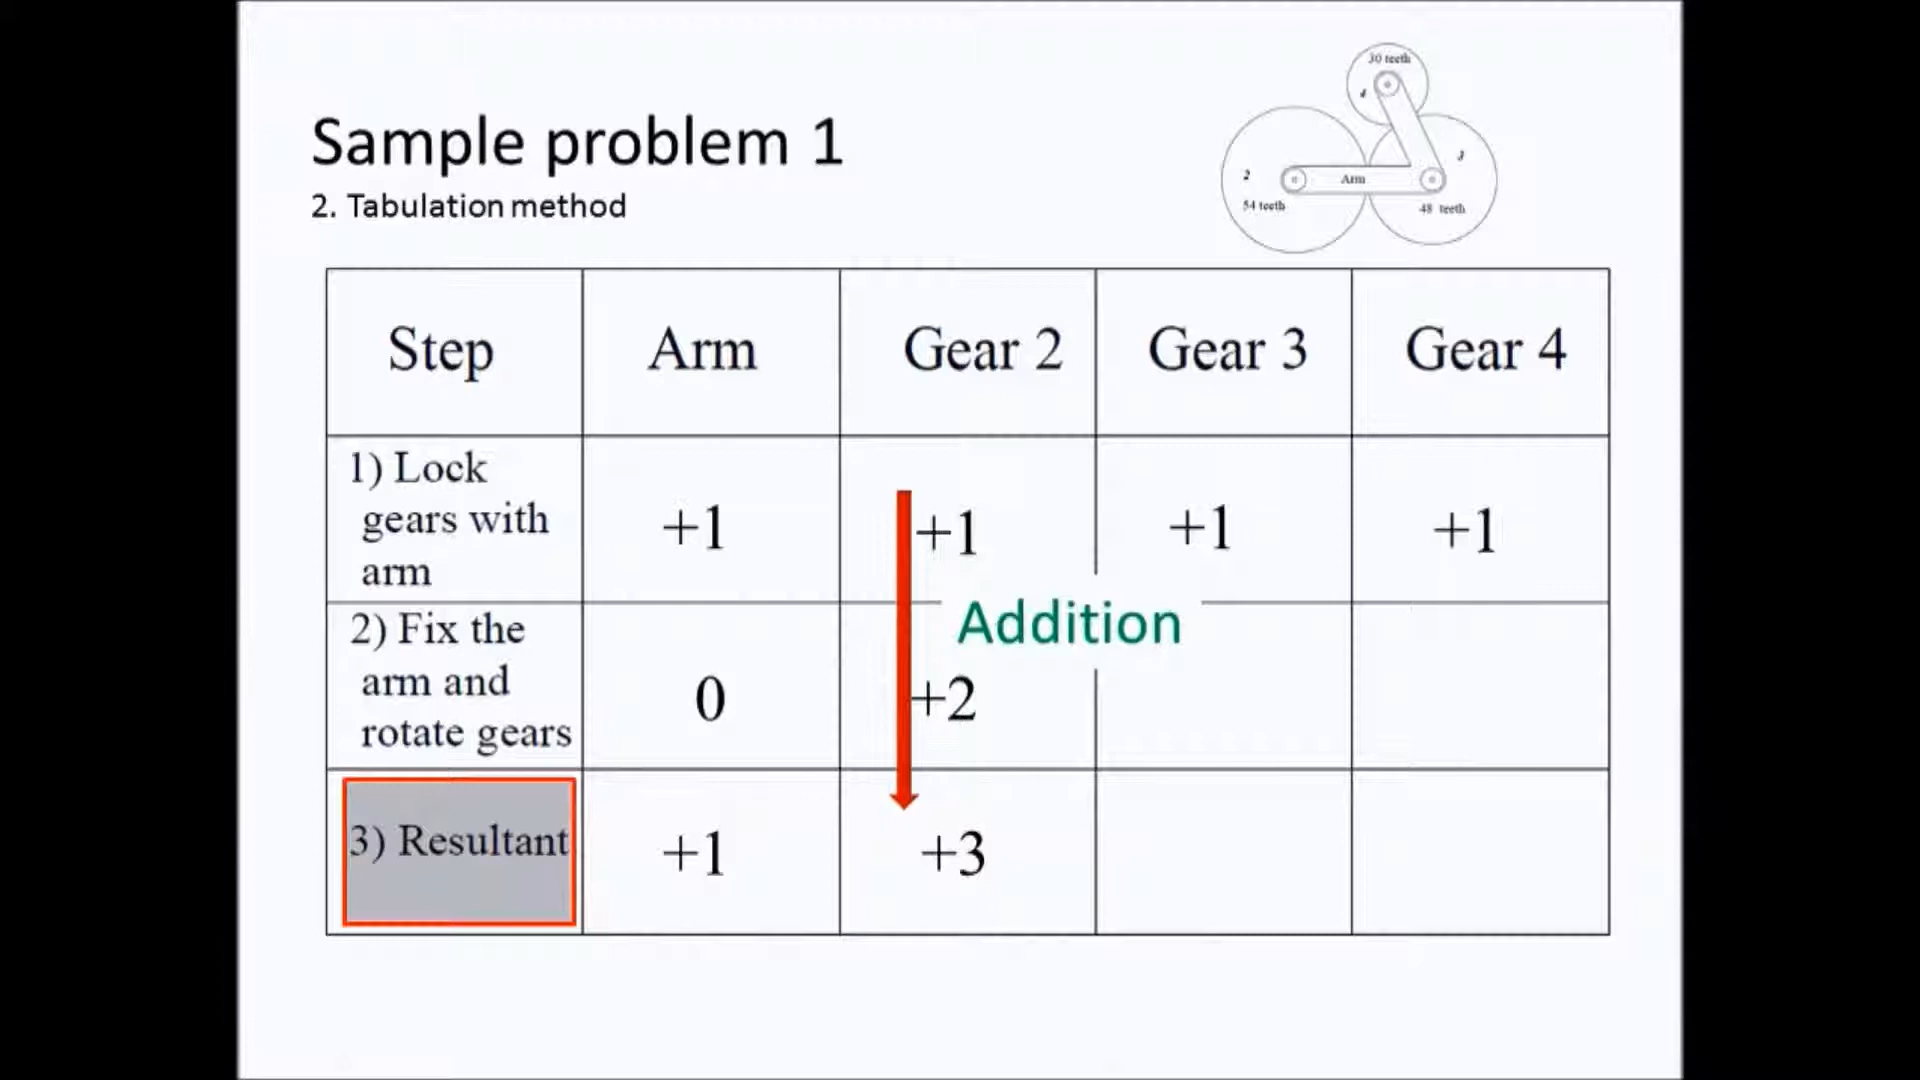 30 teeth
4
Sample problem 1
3
2
Arm
2. Tabulation method
54 teeth
48 teeth
Step
Arm
Gear 2
Gear 3
Gear 4
1) Lock
gears with
arm
+1
+1
+1
+1
Addition
2) Fix the
arm and
rotate gears
0
+2
3) Resultant
+1
+3